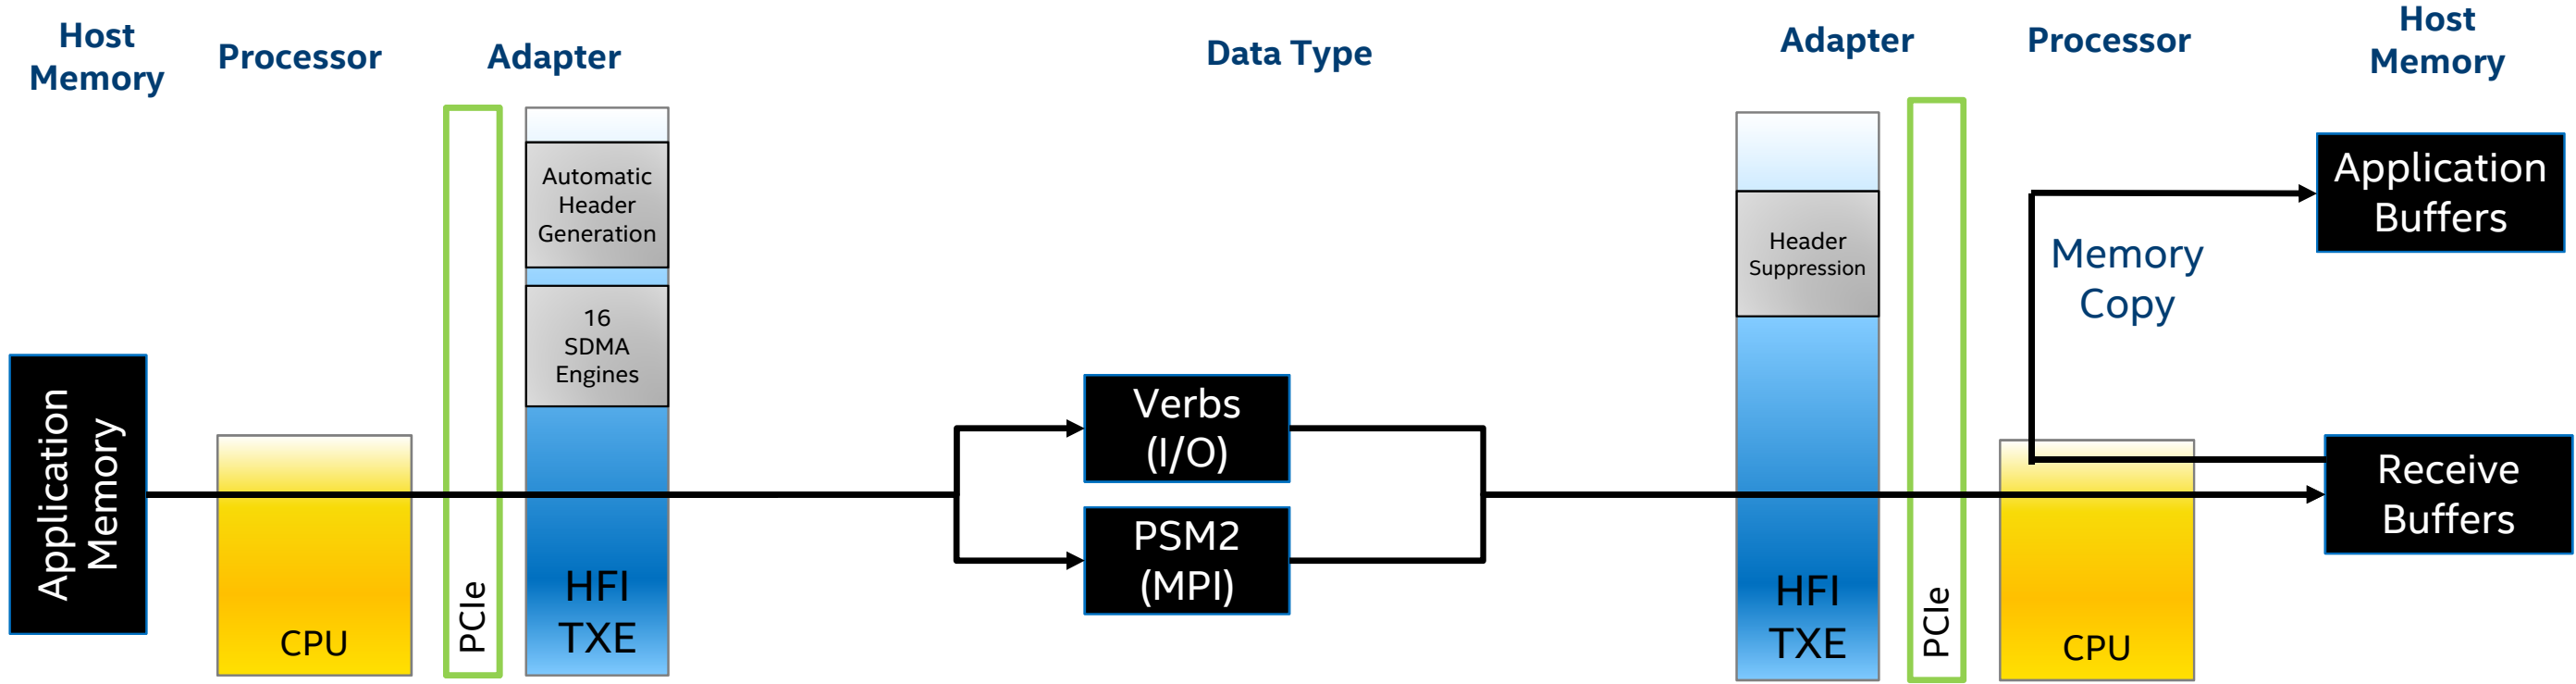 Host
Memory
Processor
Adapter
Data Type
Adapter
Processor
Host
Memory
Application
Memory
CPU
PCIe
Automatic
Header
Generation
16
SDMA
Engines
HFI
TXE
Verbs
(I/O)
PSM2
(MPI)
Header
Suppression
HFI
TXE
PCIe
CPU
Memory
Copy
Application
Buffers
Receive
Buffers